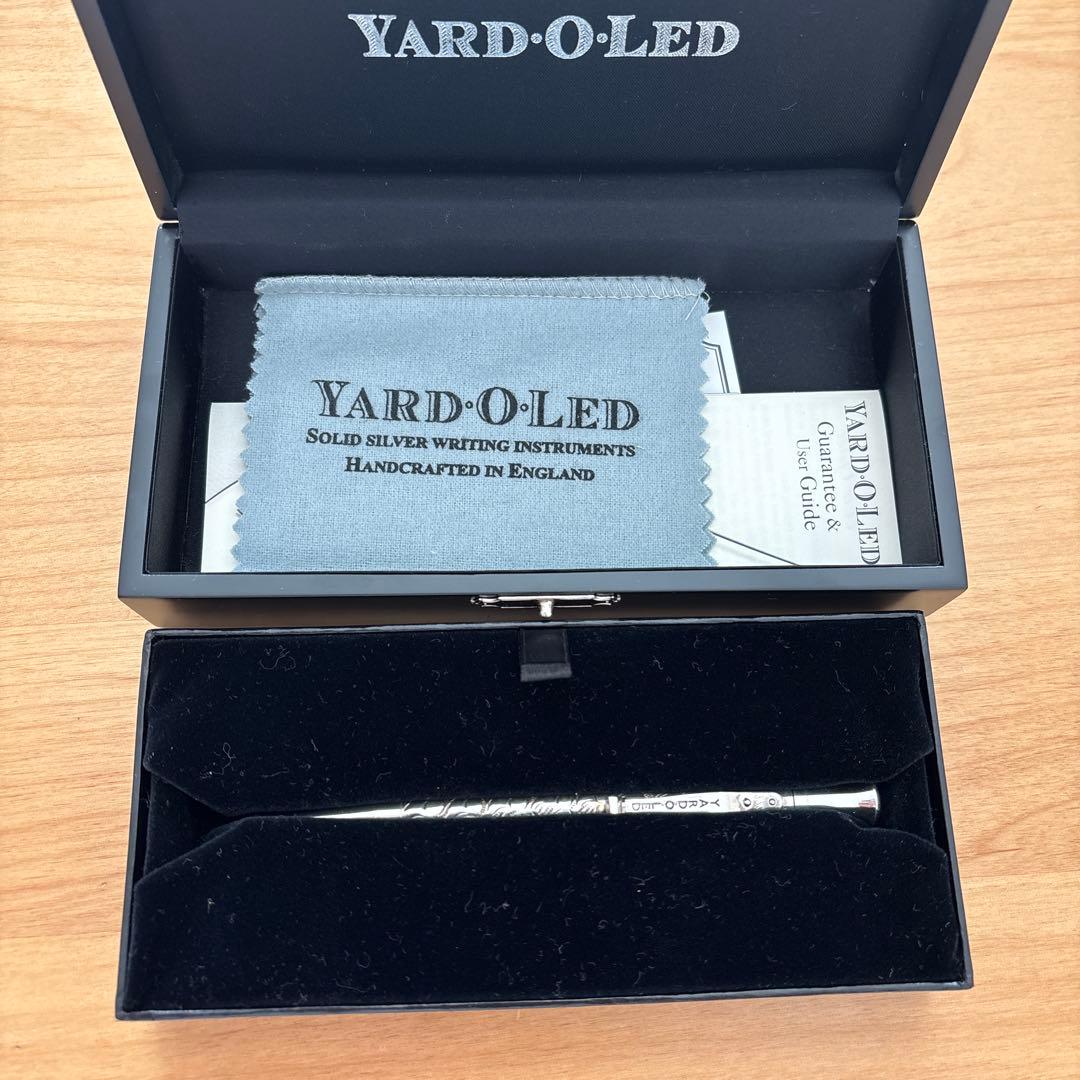 YARD·O·LED
YARD·O·LED
SOLID SILVER WRITING INSTRUMENTS
HANDCRAFTED IN ENGLAND
YARD·O·LED
Guarantee &
User Guide
YARD·O·LED